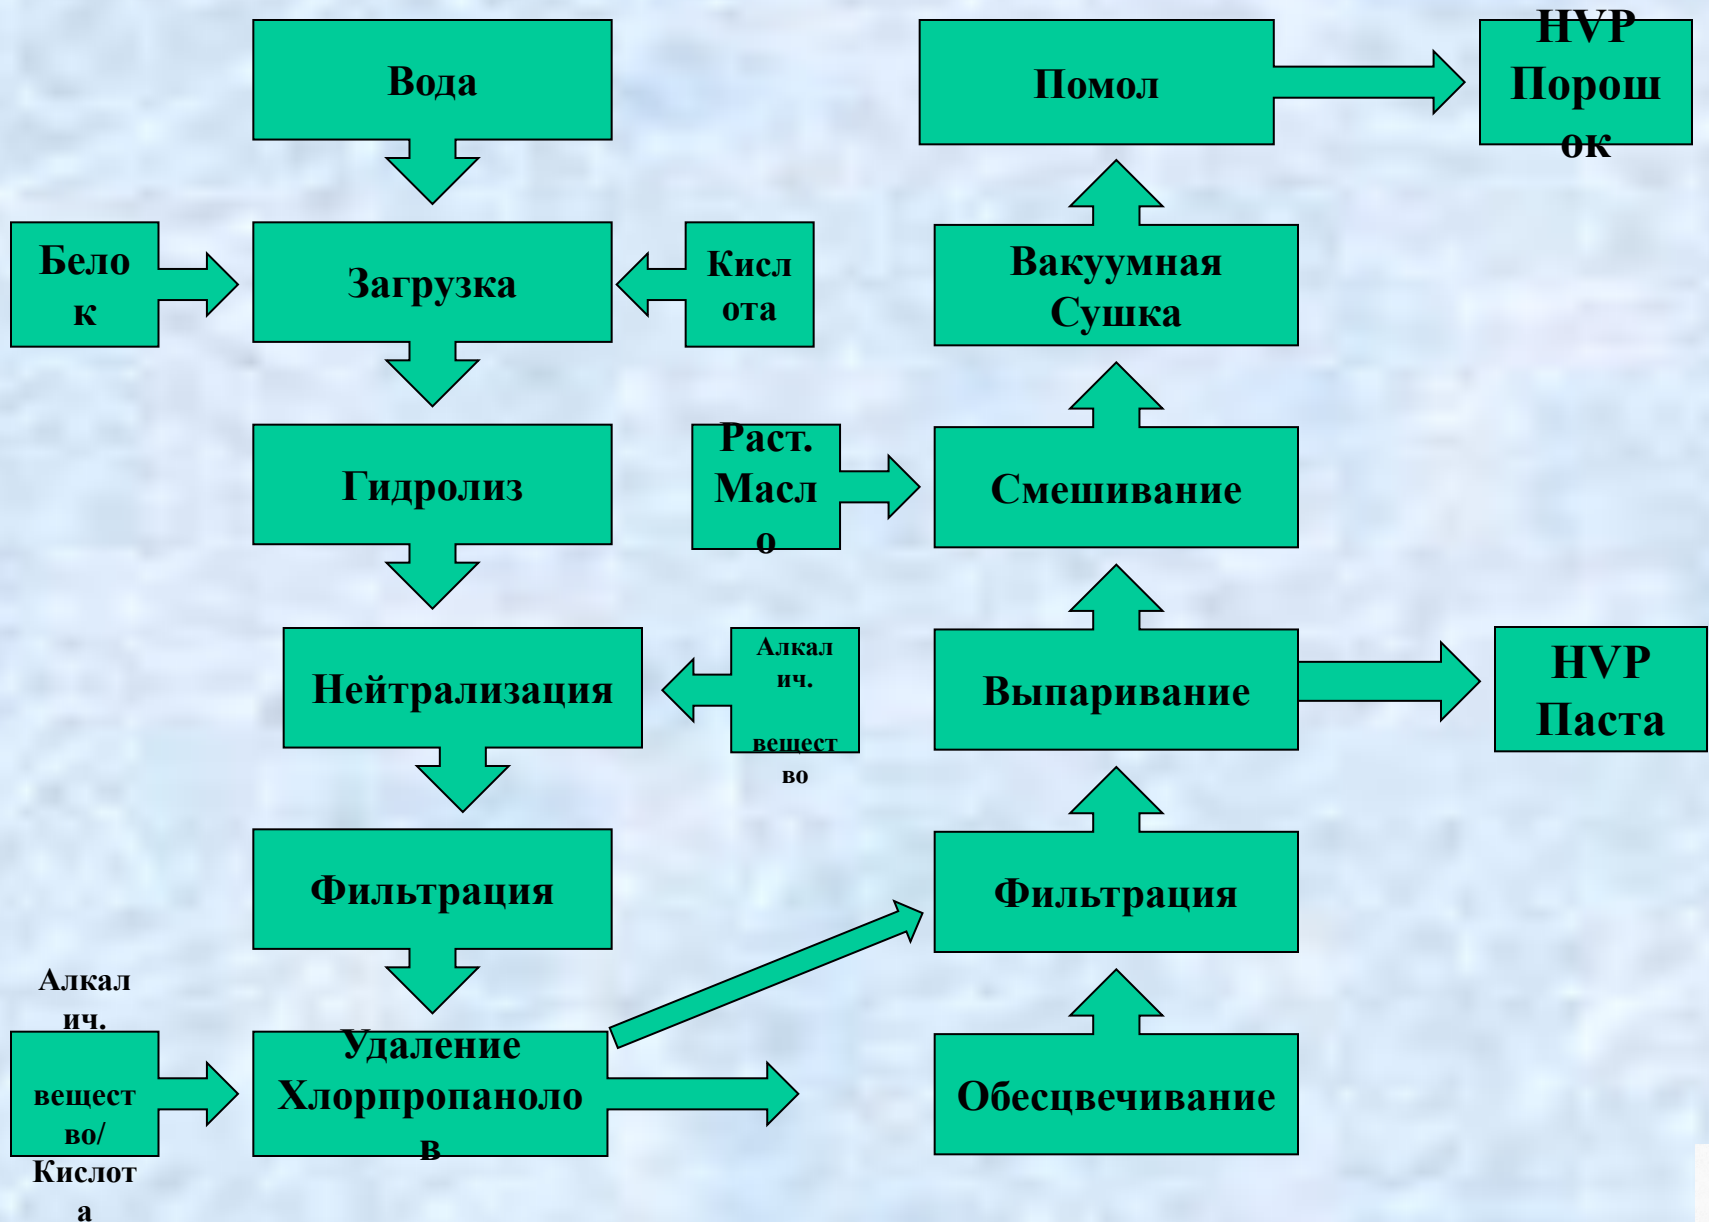 Вода
Помол
HVP
Порош
ок
Бело
к
Загрузка
Кисл
ота
Вакуумная
Сушка
Гидролиз
Раст.
Масл
о
Смешивание
Нейтрализация
Алкал
ич.
вещест
во
Выпаривание
HVP
Паста
Фильтрация
Фильтрация
Алкал
ич.
вещест
во/
Кислот
а
Удаление
Хлорпропаноло
в
Обесцвечивание